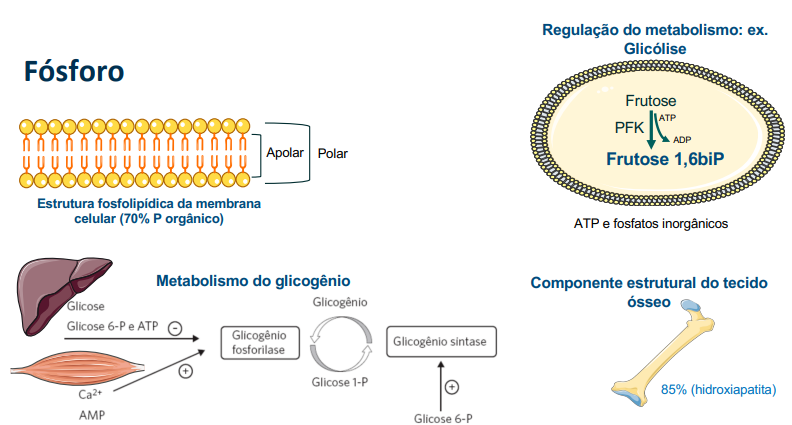 Fósforo
Apolar
Polar
Estrutura fosfolipídica da membrana
celular (70% P orgânico)
Regulação do metabolismo: ex.
Glicólise
Frutose
ATP
PFK
ADP
Frutose 1,6biP
ATP e fosfatos inorgânicos
Metabolismo do glicogênio
Glicose
Glicose 6-P e ATP
-
Glicogênio
fosforilase
Glicogênio
Glicose 1-P
Glicogênio sintase
+
Ca2+
AMP
+
Glicose 6-P
Componente estrutural do tecido
ósseo
85% (hidroxiapatita)